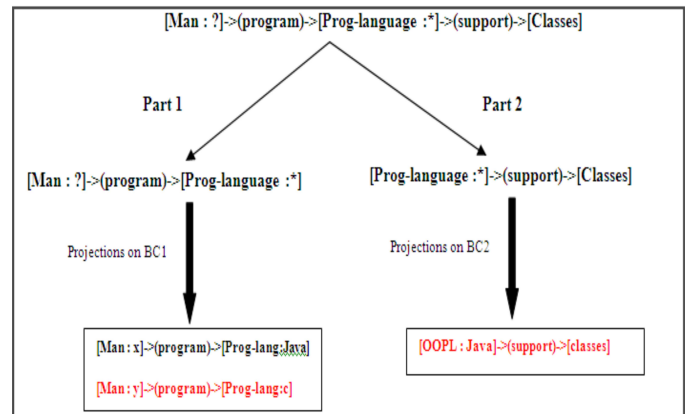 [Man : ?]->(program)->[Prog-language :*]->(support)->[Classes]
Part 1
Part 2
[Man : ?]->(program)->[Prog-language :*]
[Prog-language :*]->(support)->[Classes]
Projections on BC1
Projections on BC2
[Man : x]->(program)->[Prog-lang:Java]
[Man : y]->(program)->[Prog-lang:c]
[OOPL : Java]->(support)->[classes]